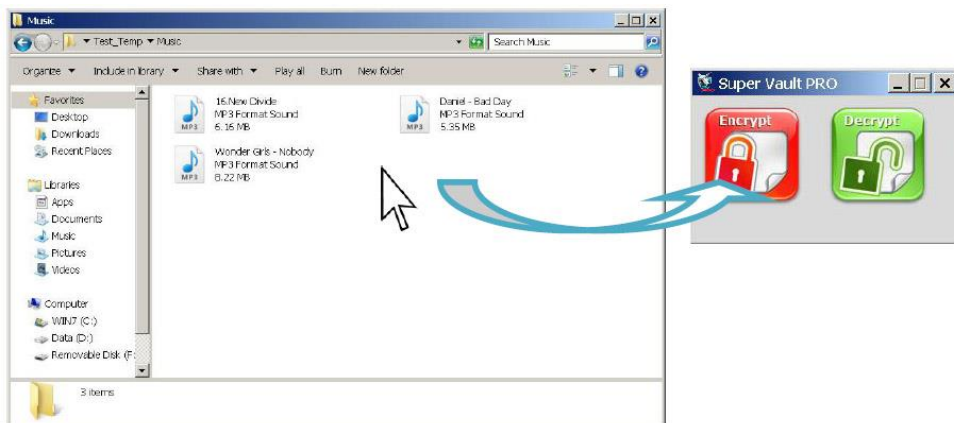 Music
Test_Temp Music
Search Music
Organize Include in library Share with Play all Burn New folder
Favorites
Desktop
Downloads
Recent Places
Libraries
Apps
Documents
Music
Pictures
Videos
Computer
WIN7 (C:)
Data (D:)
Removable Disk (F:
16.New Divide
MP3 Format Sound
6.16 MB
MP3
Daniel - Bad Day
MP3 Format Sound
5.35 MB
MP3
Wonder Girls - Nobody
MP3 Format Sound
8.22 MB
MP3
3 items
Super Vault PRO
Encrypt
Decrypt